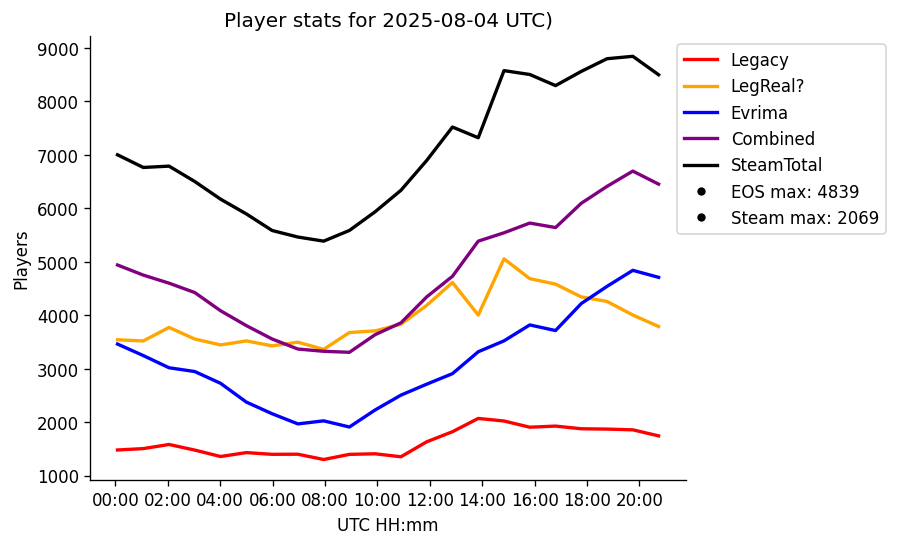 Player stats for 2025-08-04 UTC)
9000
8000
7000
6000
5000
4000
3000
2000
1000
Players
00:00 02:00 04:00 06:00 08:00 10:00 12:00 14:00 16:00 18:00 20:00
UTC HH:mm
Legacy
LegReal?
Evrima
Combined
SteamTotal
EOS max: 4839
Steam max: 2069